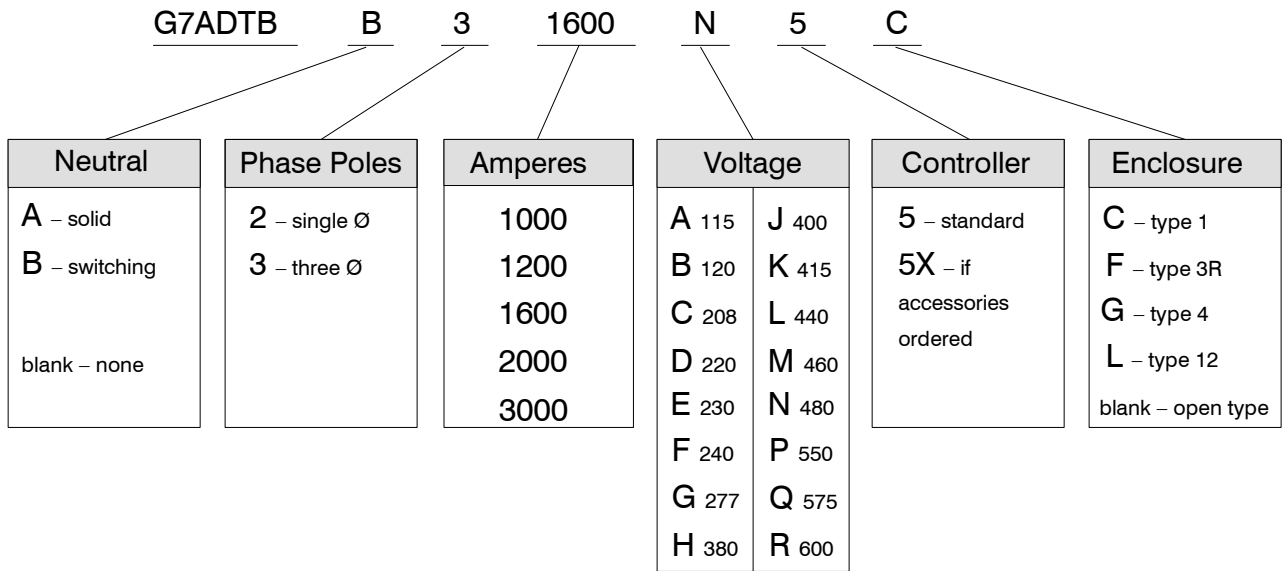 G7ADTB B 3 1600 N 5 C
Neutral
A – solid
B – switching
blank – none
Phase Poles
2 – single Ø
3 – three Ø
Amperes
1000
1200
1600
2000
3000
Voltage
A 115
B 120
C 208
D 220
E 230
F 240
G 277
H 380
J 400
K 415
L 440
M 460
N 480
P 550
Q 575
R 600
Controller
5 – standard
5X – if
accessories
ordered
Enclosure
C – type 1
F – type 3R
G – type 4
L – type 12
blank – open type